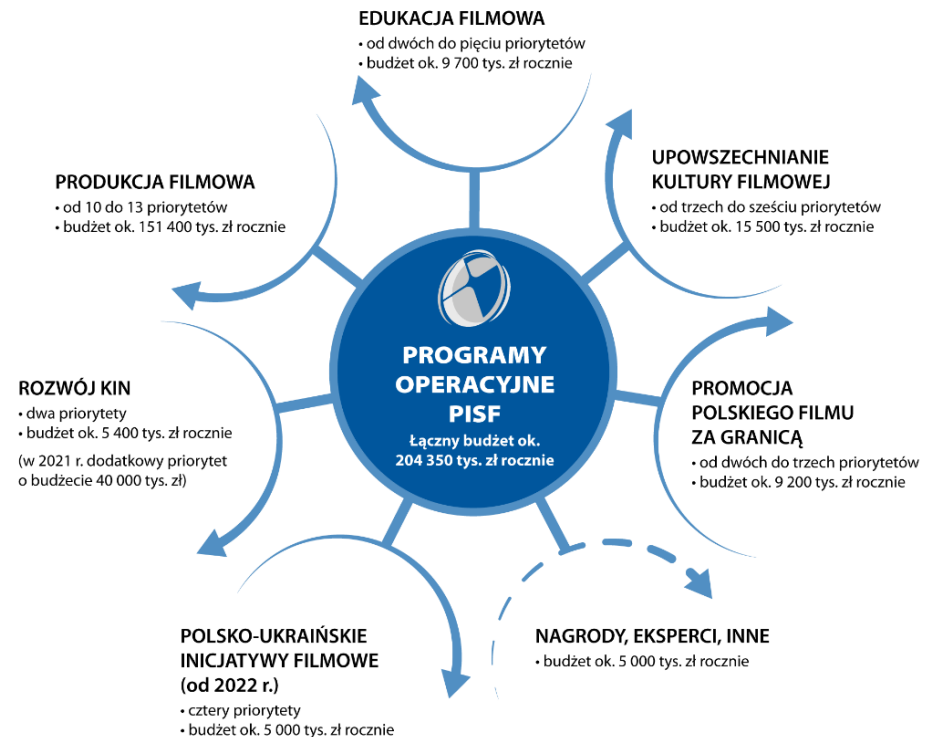 EDUKACJA FILMOWA
• od dwóch do pięciu priorytetów
• budżet ok. 9 700 tys. zł rocznie
UPOWSZECHNIANIE
KULTURY FILMOWEJ
• od trzech do sześciu priorytetów
• budżet ok. 15 500 tys. zł rocznie
PRODUKCJA FILMOWA
• od 10 do 13 priorytetów
• budżet ok. 151 400 tys. zł rocznie
PROGRAMY
OPERACYJNE
PISF
Łączny budżet ok.
204 350 tys. zł rocznie
ROZWÓJ KIN
• dwa priorytety
• budżet ok. 5 400 tys. zł rocznie
(w 2021 r. dodatkowy priorytet
o budżecie 40 000 tys. zł)
PROMOCJA
POLSKIEGO FILMU
ZA GRANICĄ
• od dwóch do trzech priorytetów
• budżet ok. 9 200 tys. zł rocznie
POLSKO-UKRAIŃSKIE
INICJATYWY FILMOWE
(od 2022 r.)
• cztery priorytety
• budżet ok. 5 000 tys. zł rocznie
NAGRODY, EKSPERCI, INNE
• budżet ok. 5 000 tys. zł rocznie